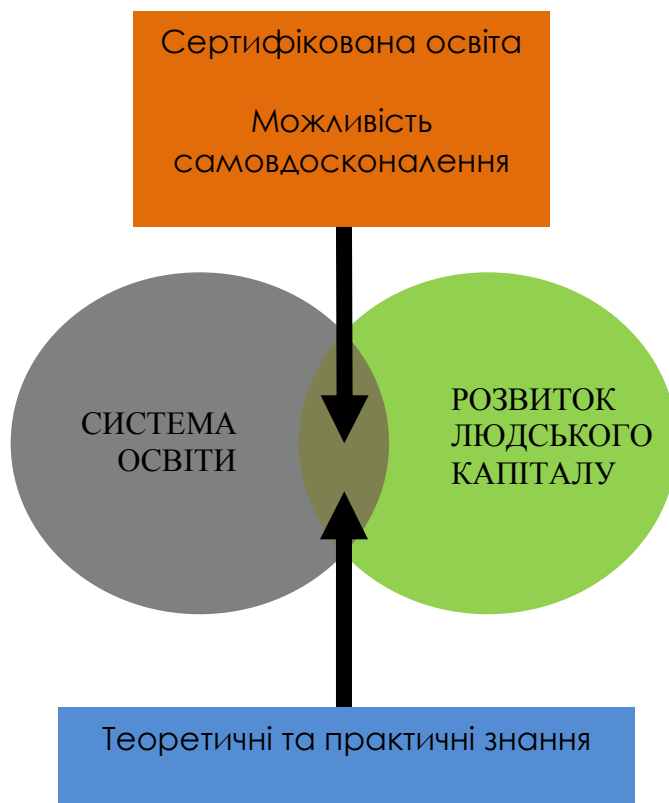 Сертифікована освіта
Можливість
самовдосконалення
СИСТЕМА
ОСВІТИ
РОЗВИТОК
ЛЮДСЬКОГО
КАПІТАЛУ
Теоретичні та практичні знання